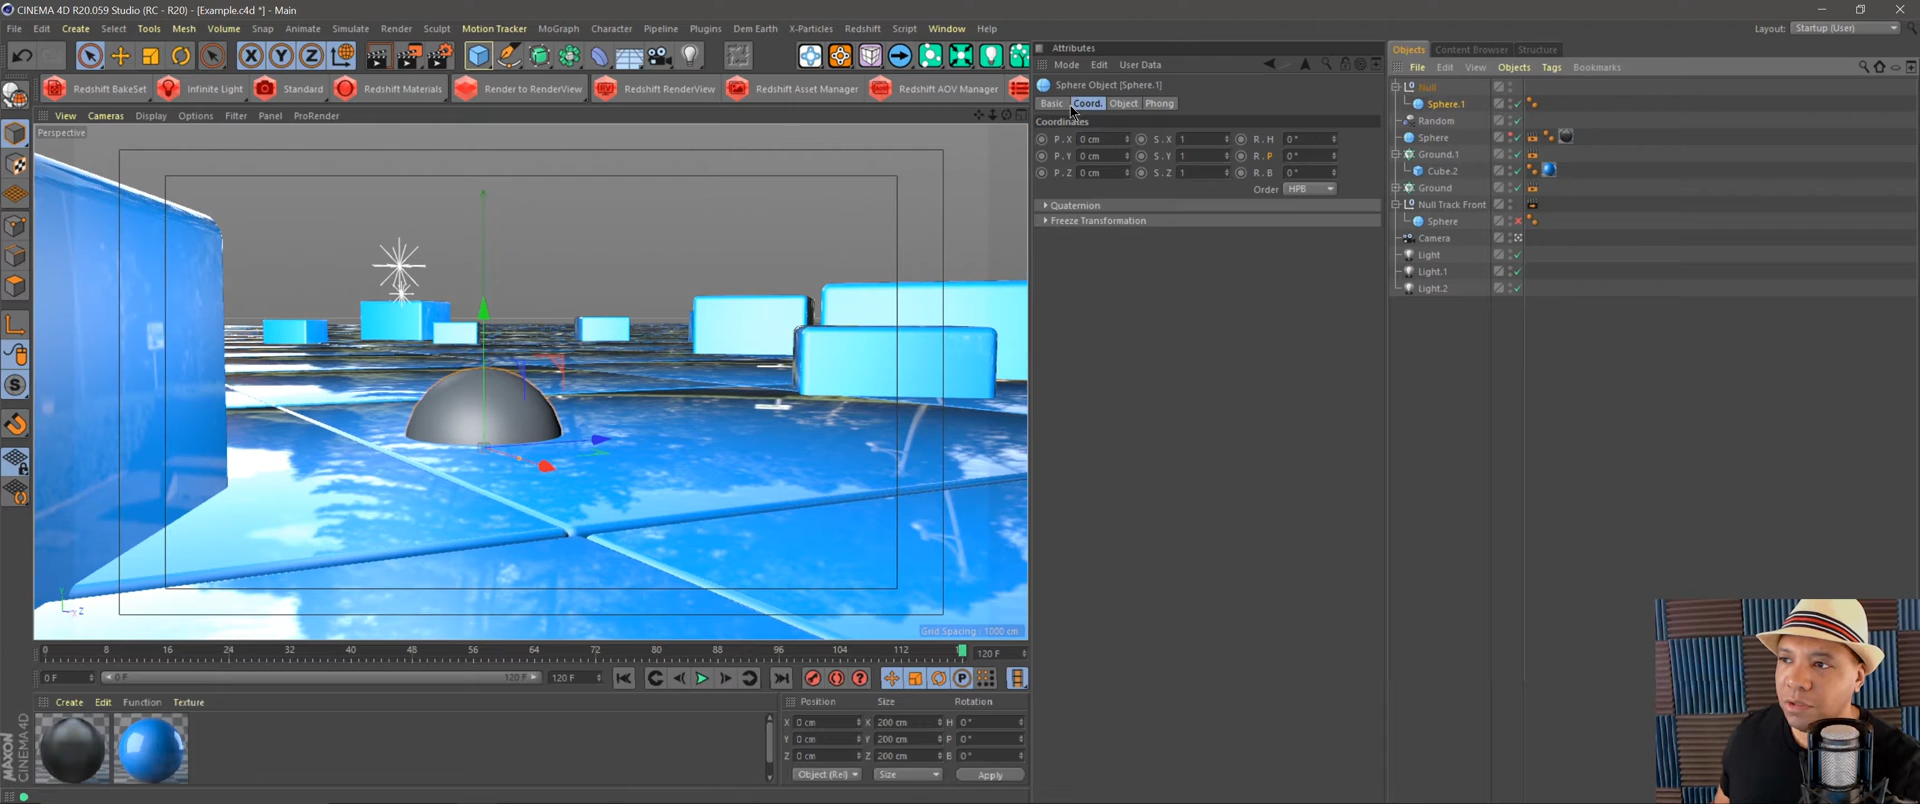 CINEMA 4D R20.059 Studio (RC - R20) - [Example.c4d *] - Main
File Edit Create Select Tools Mesh Volume Snap Animate Simulate Render Sculpt Motion Tracker MoGraph Character Pipeline Plugins Dem Earth X-Particles Redshift Script Window Help
Layout: Startup (User)
X Y Z
Redshift BakeSet Infinite Light Standard Redshift Materials Render to RenderView Redshift RenderView Redshift Asset Manager Redshift AOV Manager
View Cameras Display Options Filter Panel ProRender
Perspective
Y
Z
Grid Spacing : 1000 cm
0 8 16 24 32 40 48 56 64 72 80 88 96 104 112 120 F
0 F 0 F 120 F 120 F
Create Edit Function Texture
Position Size Rotation
X 0 cm X 200 cm H 0 °
Y 0 cm Y 200 cm P 0 °
Z 0 cm Z 200 cm B 0 °
Object (Rel) Size Apply
MAXON CINEMA4D
Attributes
Mode Edit User Data
Sphere Object [Sphere.1]
Basic Coord. Object Phong
Coordinates
P . X 0 cm S . X 1 R . H 0 °
P . Y 0 cm S . Y 1 R . P 0 °
P . Z 0 cm S . Z 1 R . B 0 °
Order HPB
Quaternion
Freeze Transformation
Objects Content Browser Structure
File Edit View Objects Tags Bookmarks
Null
Sphere.1
Random
Sphere
Ground.1
Cube.2
Ground
Null Track Front
Sphere
Camera
Light
Light.1
Light.2